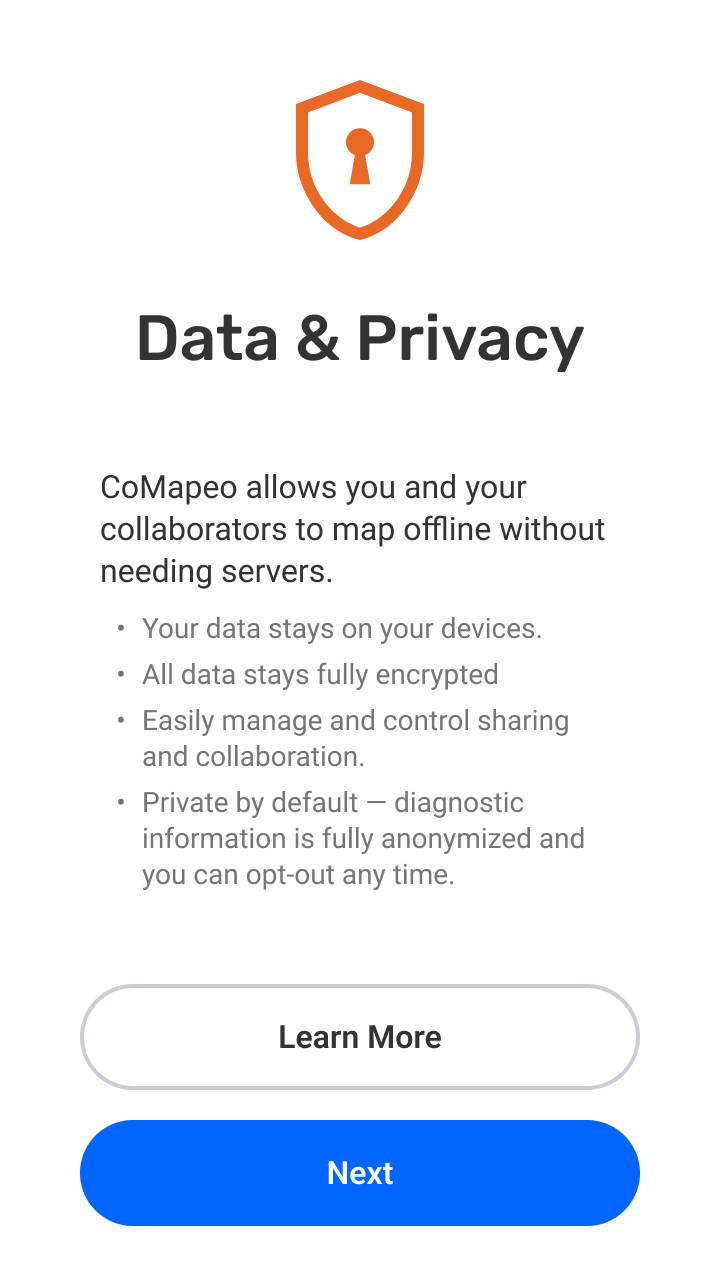 Data & Privacy
CoMapeo allows you and your
collaborators to map offline without
needing servers.
• Your data stays on your devices.
• All data stays fully encrypted
• Easily manage and control sharing
and collaboration.
• Private by default — diagnostic
information is fully anonymized and
you can opt-out any time.
Learn More
Next